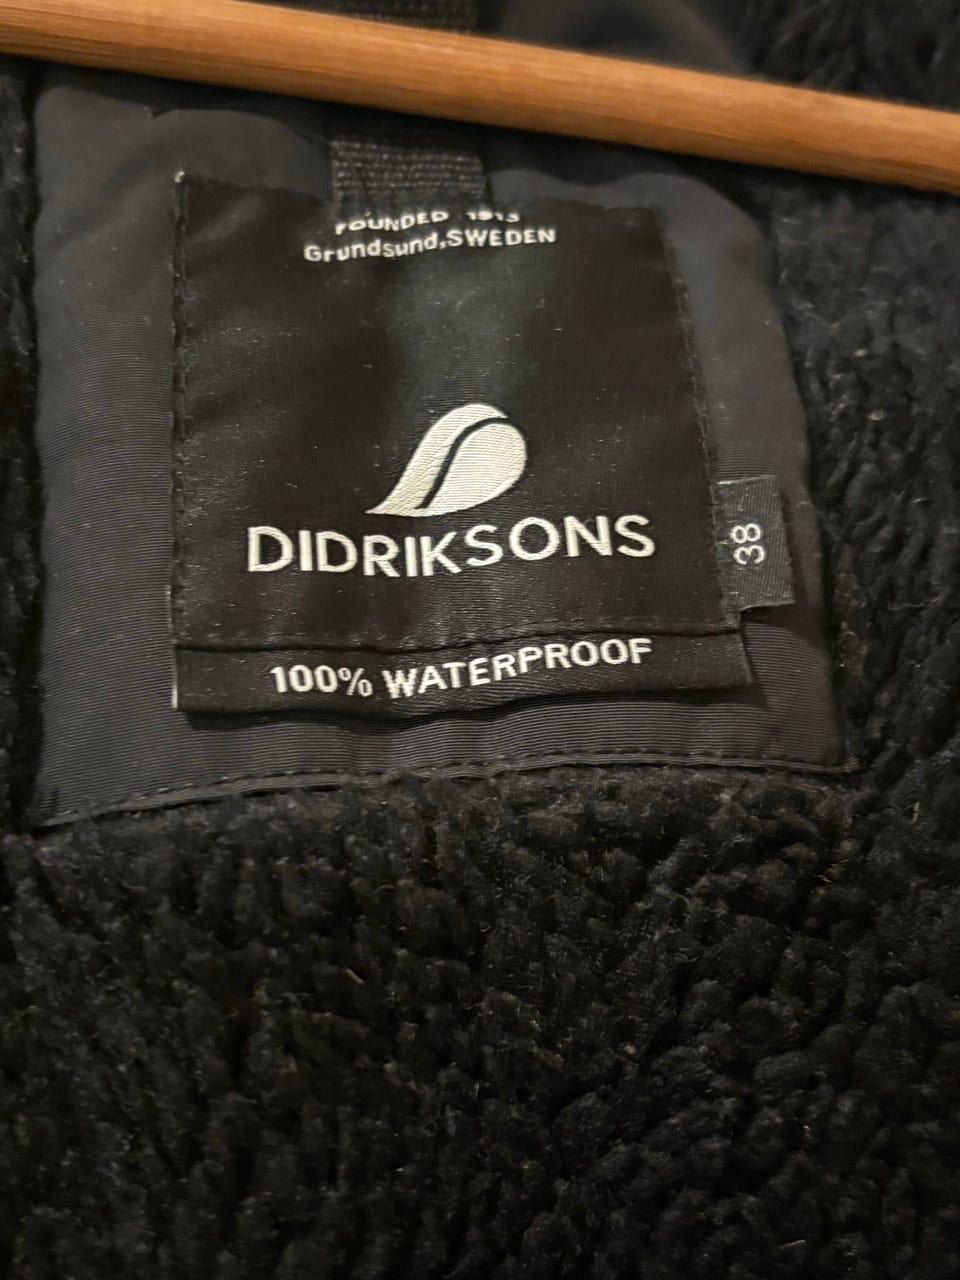 FOUNDED 1913
Grundsund,SWEDEN
DIDRIKSONS
38
100% WATERPROOF